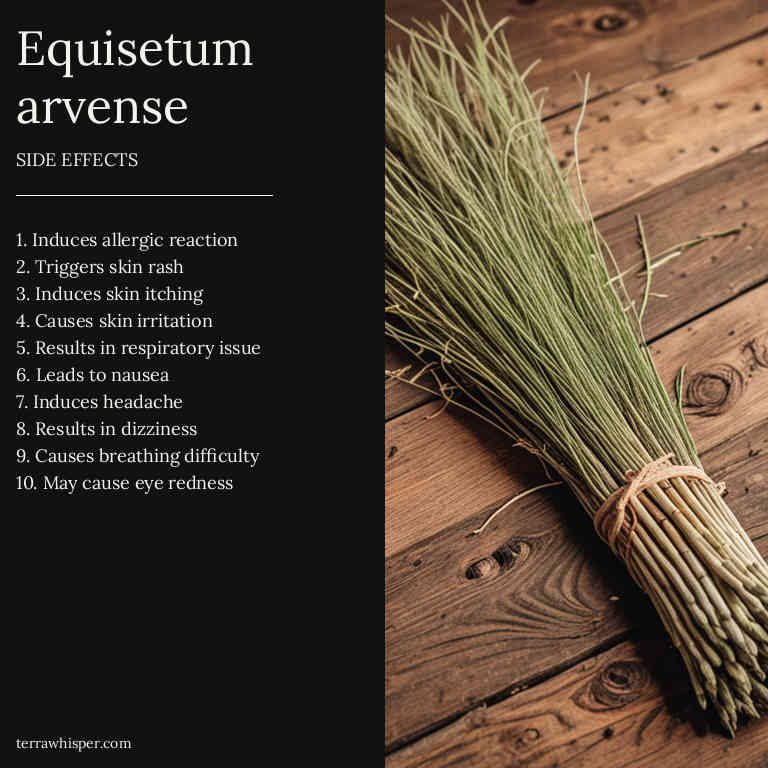 Equisetum
arvense
SIDE EFFECTS
1. Induces allergic reaction
2. Triggers skin rash
3. Induces skin itching
4. Causes skin irritation
5. Results in respiratory issue
6. Leads to nausea
7. Induces headache
8. Results in dizziness
9. Causes breathing difficulty
10. May cause eye redness
terrawhisper.com